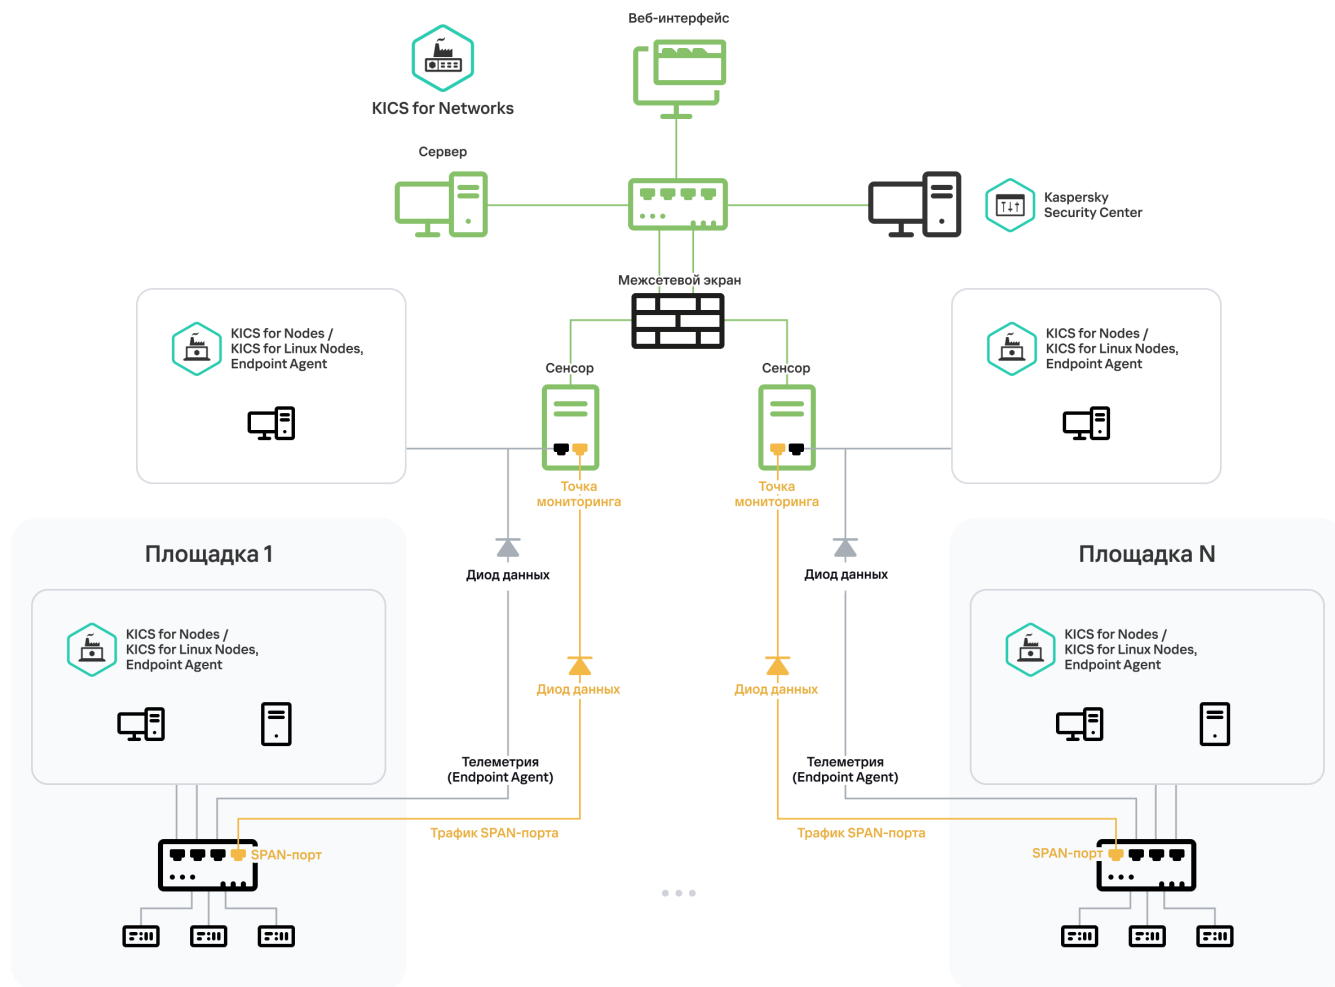 Веб-интерфейс
KICS for Networks
Сервер
Kaspersky
Security Center
Межсетевой экран
KICS for Nodes /
KICS for Linux Nodes,
Endpoint Agent
KICS for Nodes /
KICS for Linux Nodes,
Endpoint Agent
Сенсор
Сенсор
Точка
мониторинга
Точка
мониторинга
Площадка 1
Площадка N
Диод данных
Диод данных
KICS for Nodes /
KICS for Linux Nodes,
Endpoint Agent
KICS for Nodes /
KICS for Linux Nodes,
Endpoint Agent
Диод данных
Диод данных
Телеметрия
(Endpoint Agent)
Телеметрия
(Endpoint Agent)
Трафик SPAN-порта
Трафик SPAN-порта
SPAN-порт
SPAN-порт